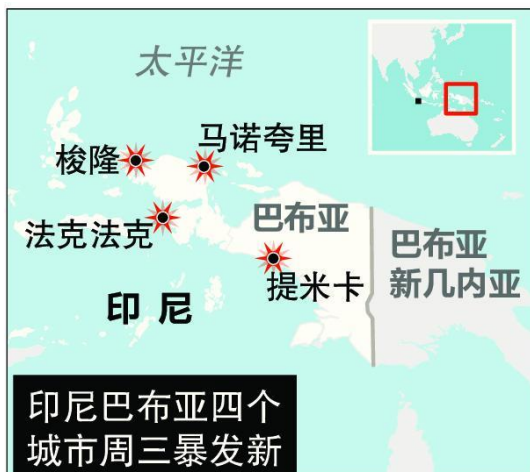 太平洋
马诺夸里
梭隆
法克法克
巴布亚
提米卡
巴布亚
新几内亚
印尼
印尼巴布亚四个
城市周三暴发新